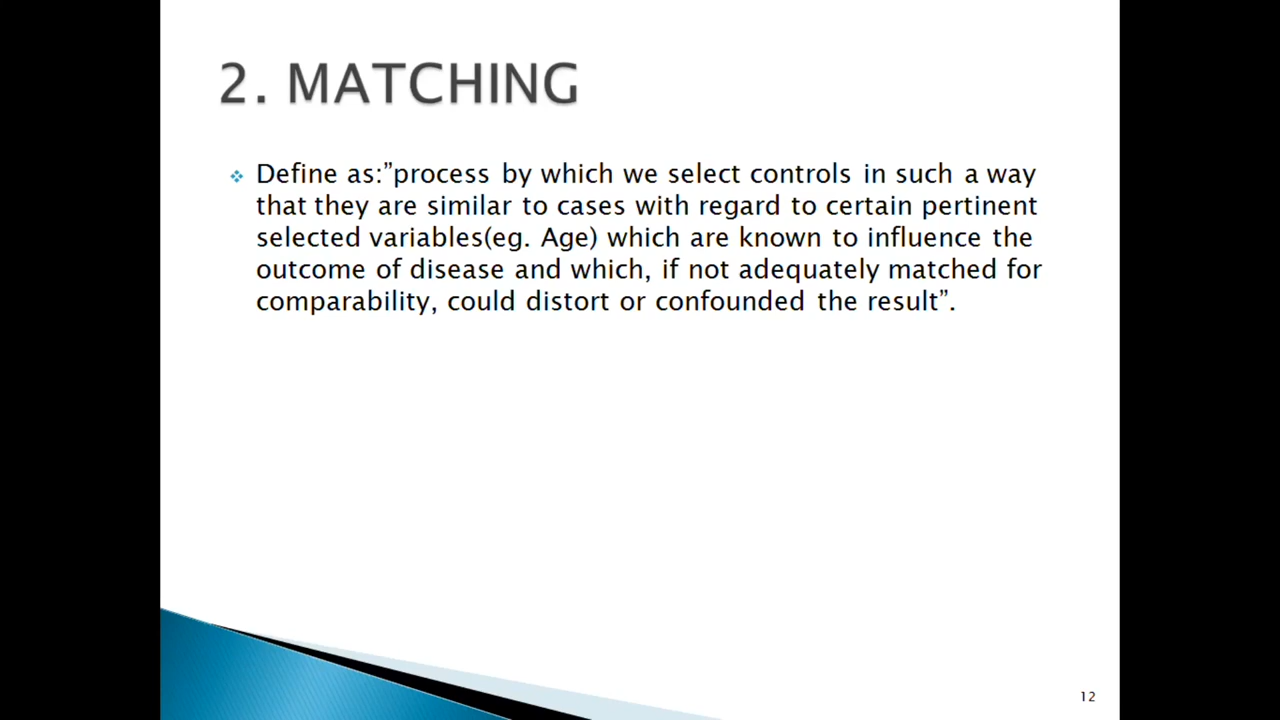 2. MATCHING
Define as:”process by which we select controls in such a way
that they are similar to cases with regard to certain pertinent
selected variables(eg. Age) which are known to influence the
outcome of disease and which, if not adequately matched for
comparability, could distort or confounded the result”.
12